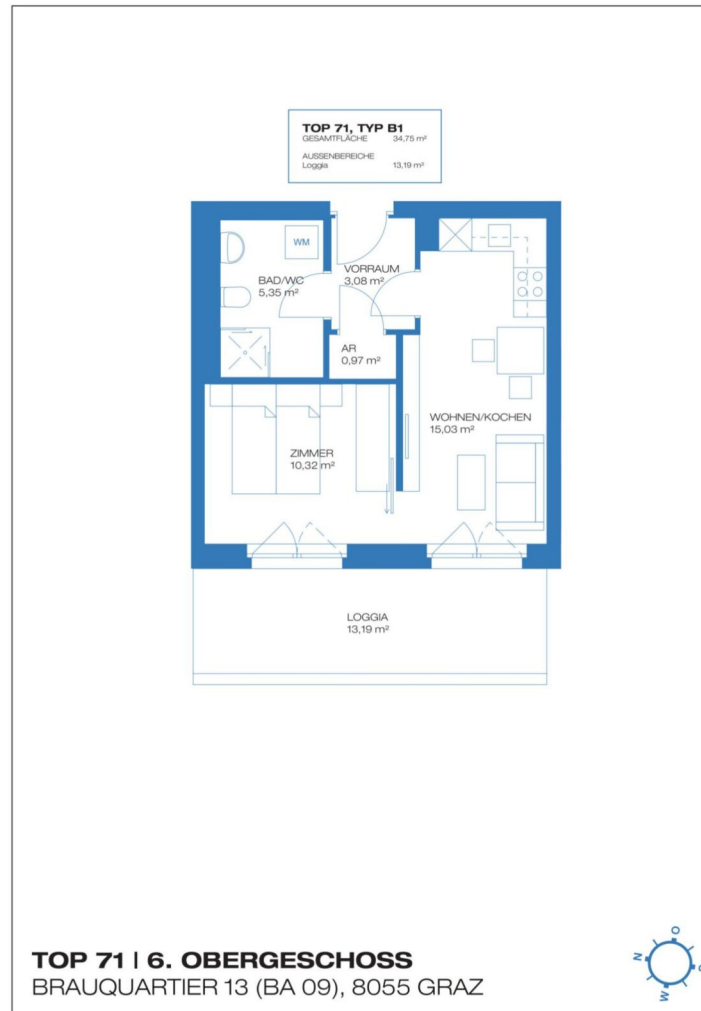 TOP 71, TYP B1
GESAMTFLÄCHE 34,75 m²
AUSSENBEREICHE
Loggia 13,19 m²
WM
BAD/WC
5,35 m²
VORRAUM
3,08 m²
AR
0,97 m²
WOHNEN/KOCHEN
15,03 m²
ZIMMER
10,32 m²
LOGGIA
13,19 m²
TOP 71 | 6. OBERGESCHOSS
BRAUQUARTIER 13 (BA 09), 8055 GRAZ
N
O
S
W